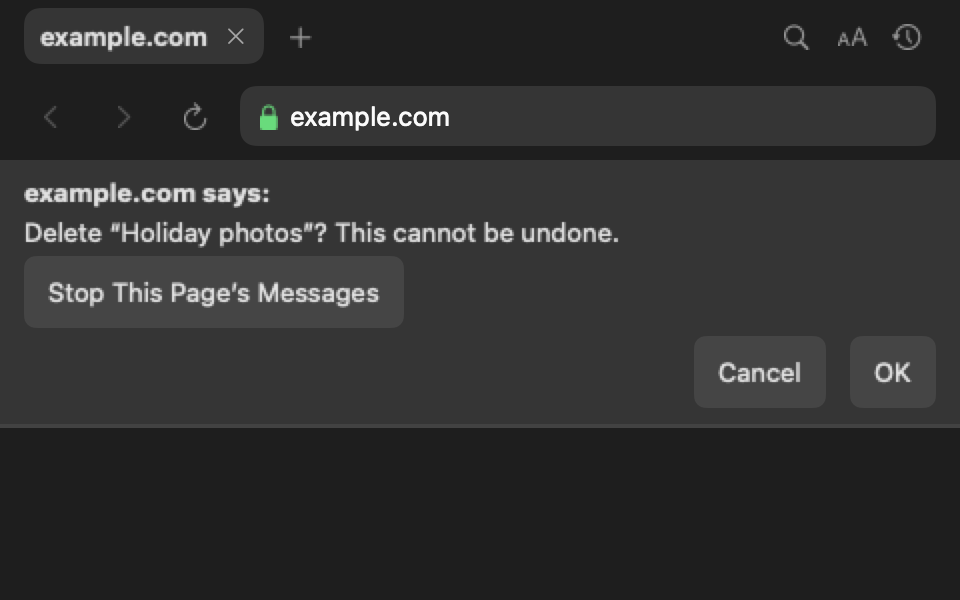 example.com
AA
example.com
example.com says:
Delete “Holiday photos”? This cannot be undone.
Stop This Page’s Messages
Cancel OK